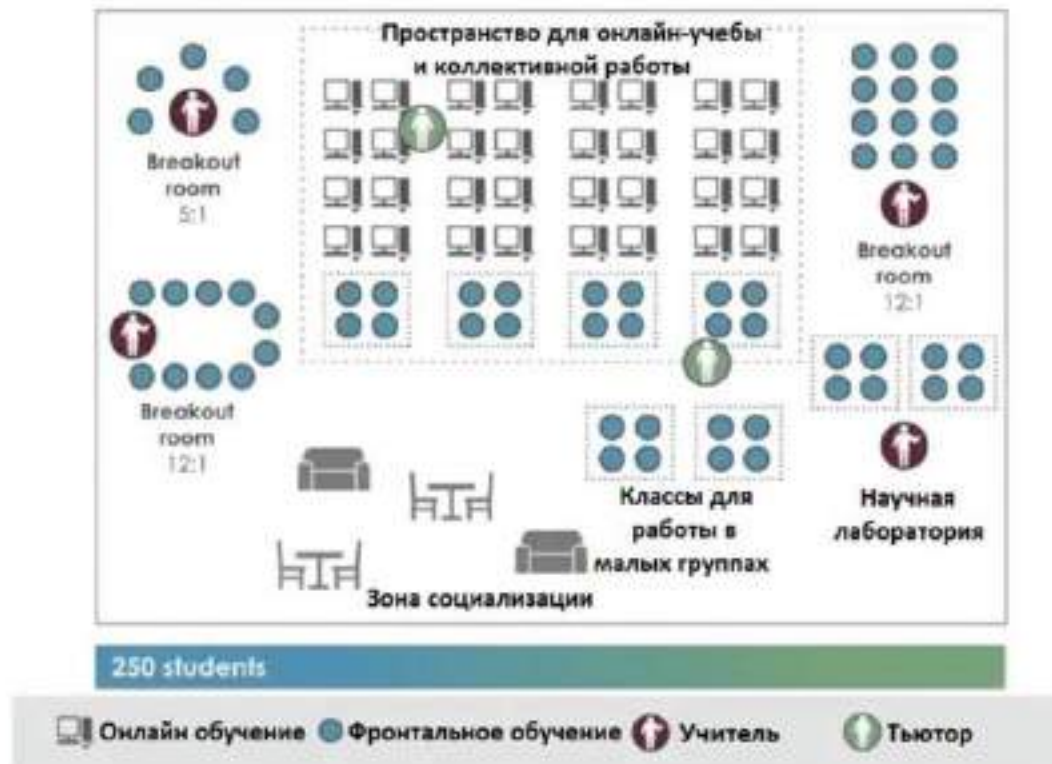 Пространство для онлайн-учебы
и коллективной работы
Breakout
room
5:1
Breakout
room
12:1
Breakout
room
12:1
Классы для
работы в
малых группах
Научная
лаборатория
Зона социализации
250 students
Онлайн обучение
Фронтальное обучение
Учитель
Тьютор